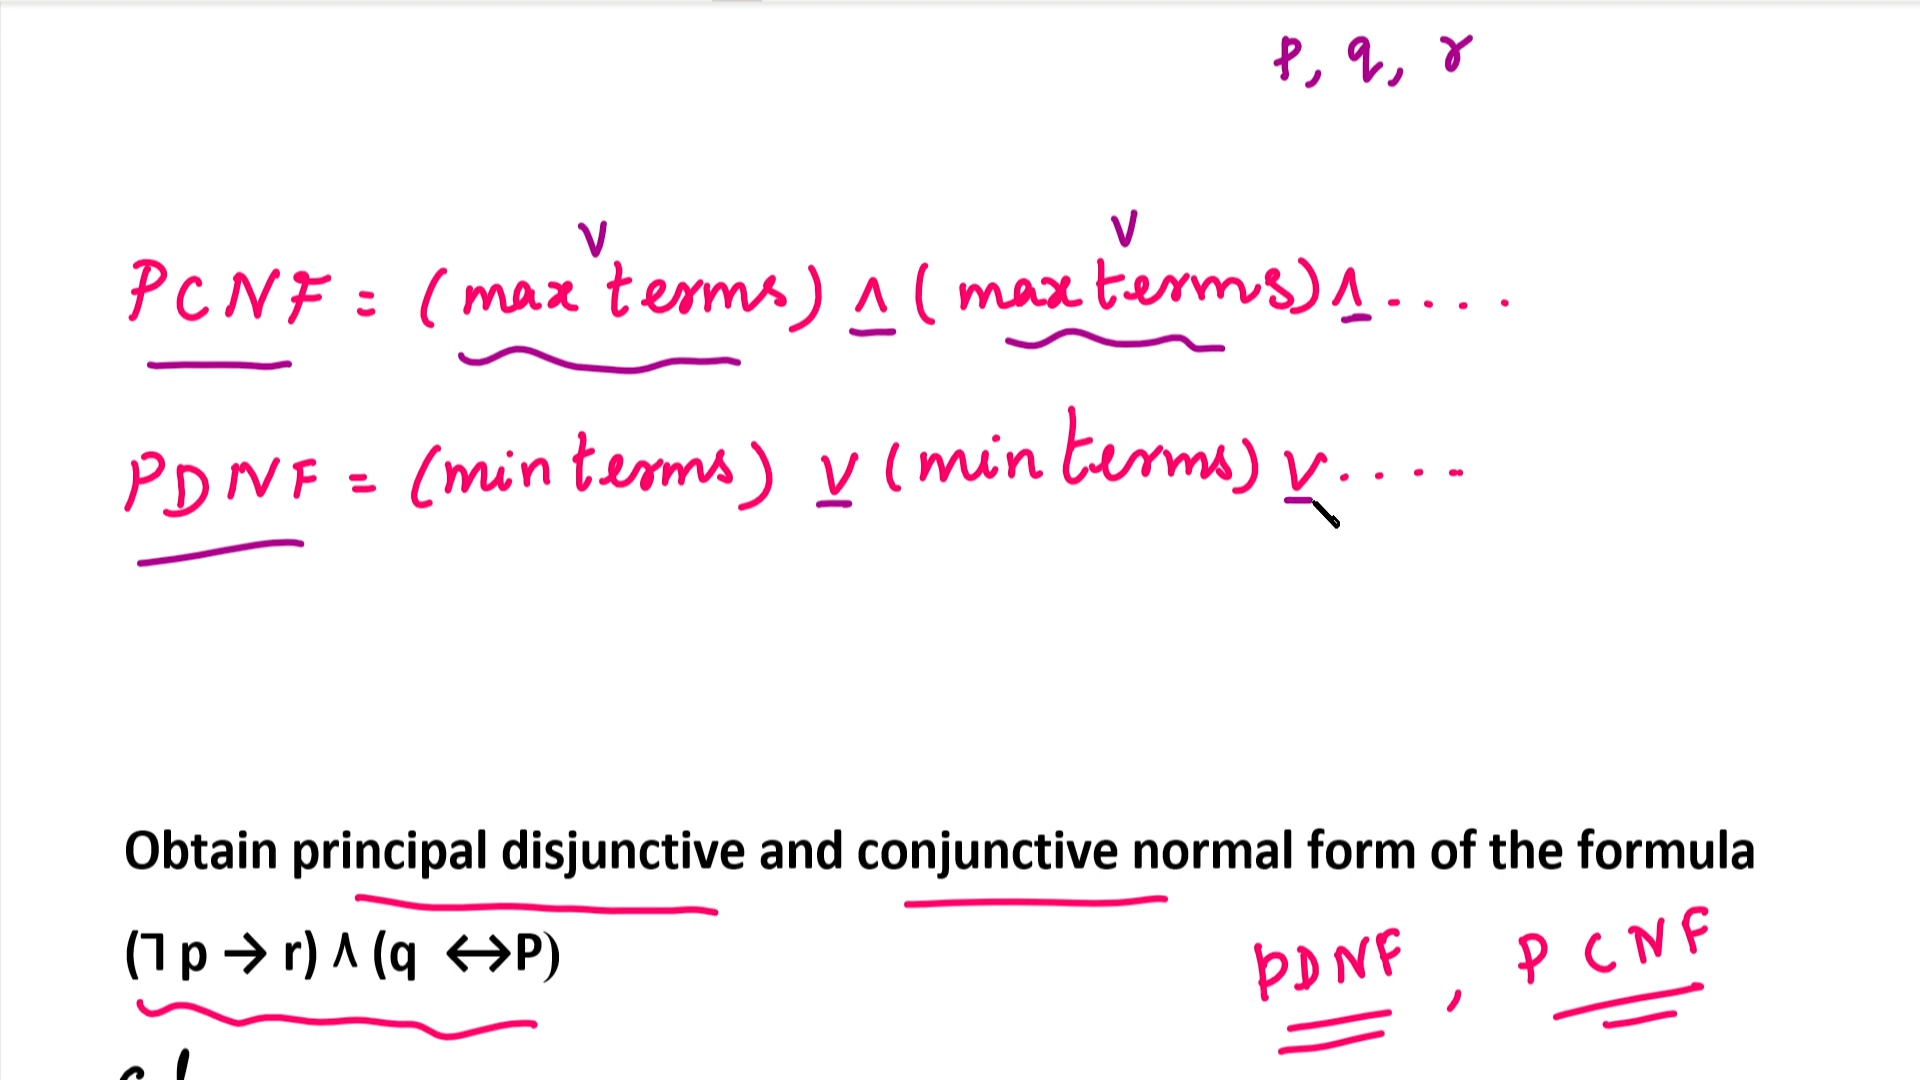 p, q, r
V V
PCNF = (max terms) ∧ (max terms) ∧ ....
PDNF = (min terms) ∨ (min terms) ∨ ....
Obtain principal disjunctive and conjunctive normal form of the formula
(┐p → r) ∧ (q ↔P)
PDNF, PCNF